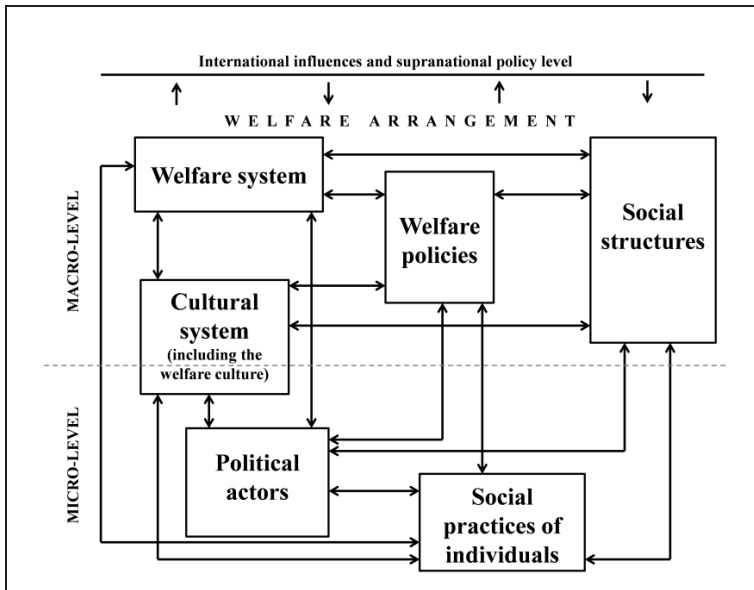 International influences and supranational policy level
WELFARE ARRANGEMENT
MACRO-LEVEL
Welfare system
Welfare
policies
Social
structures
Cultural
system
(including the
welfare culture)
MICRO-LEVEL
Political
actors
Social
practices of
individuals